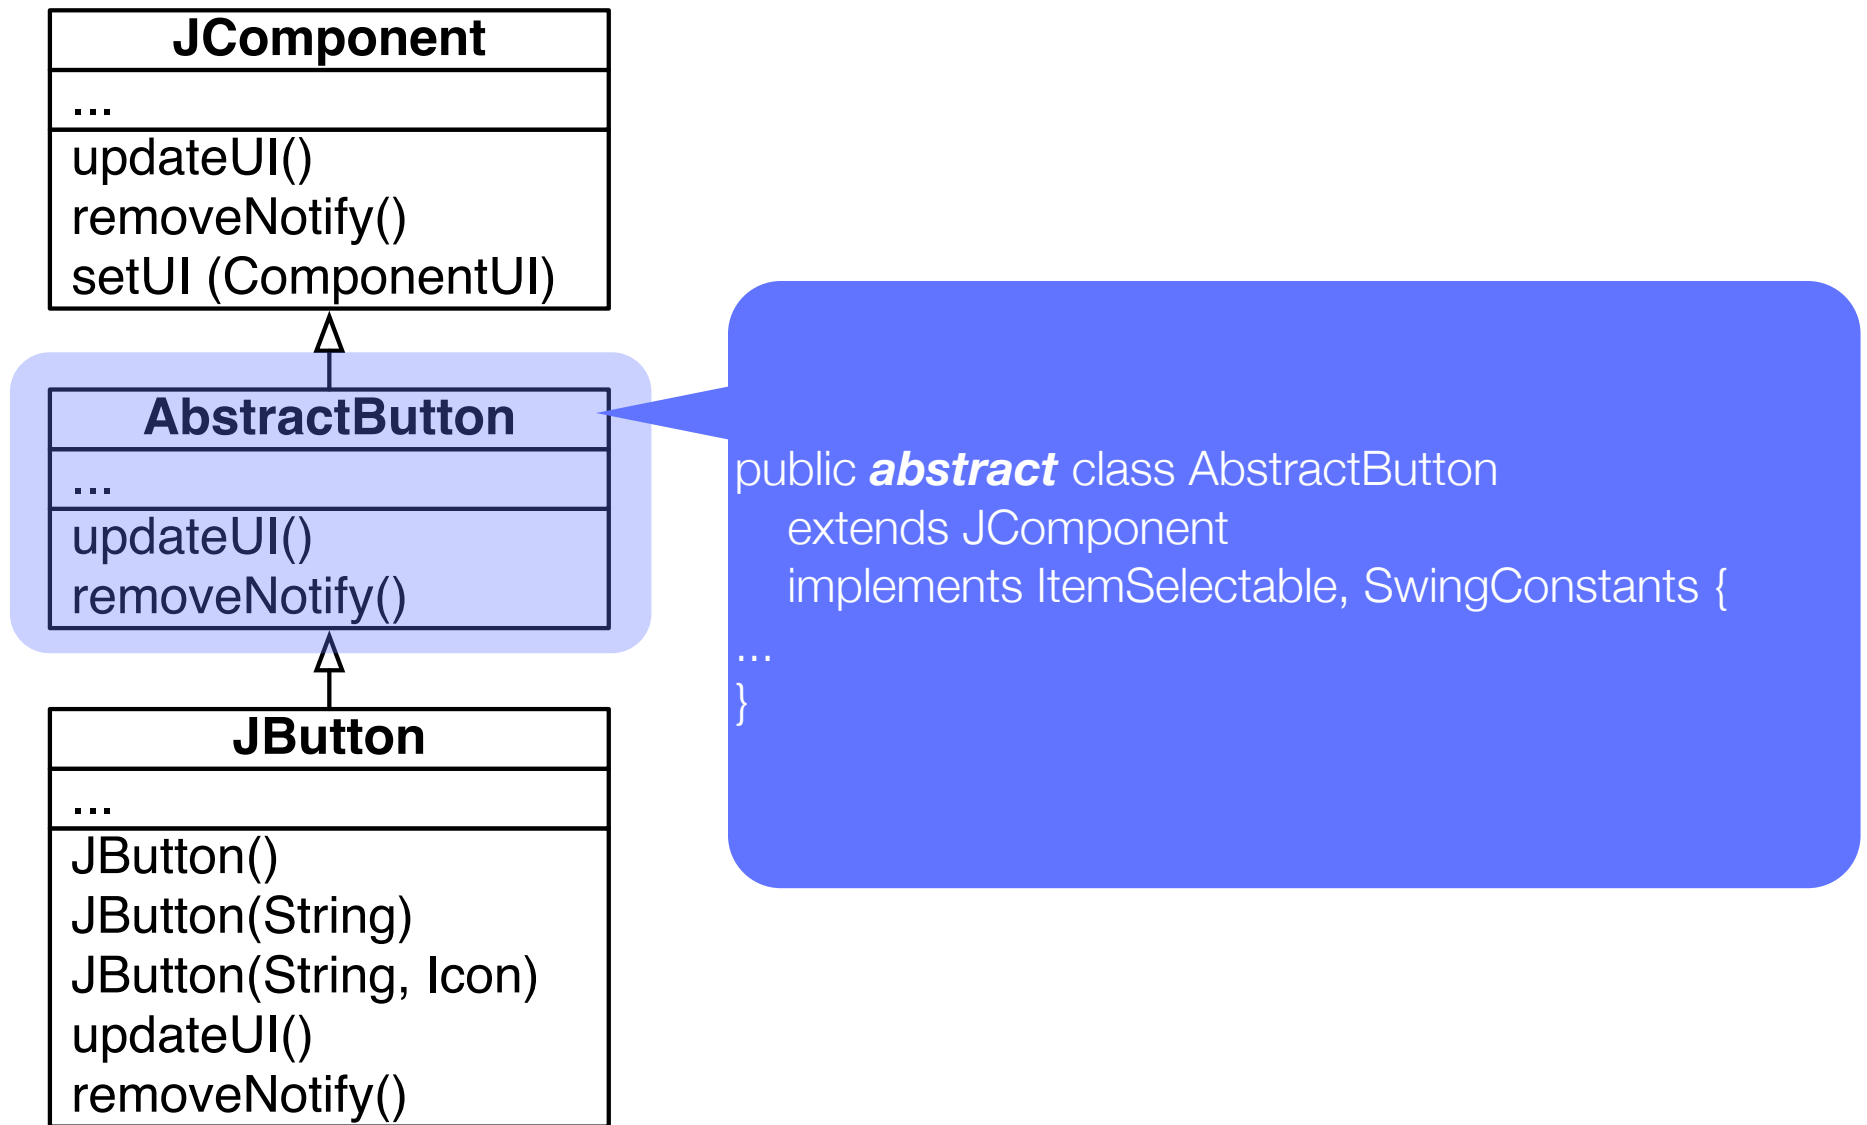 JComponent
...
updateUI()
removeNotify()
setUI (ComponentUI)
AbstractButton
...
updateUI()
removeNotify()
JButton
...
JButton()
JButton(String)
JButton(String, Icon)
updateUI()
removeNotify()
public abstract class AbstractButton
extends JComponent
implements ItemSelectable, SwingConstants {
...
}